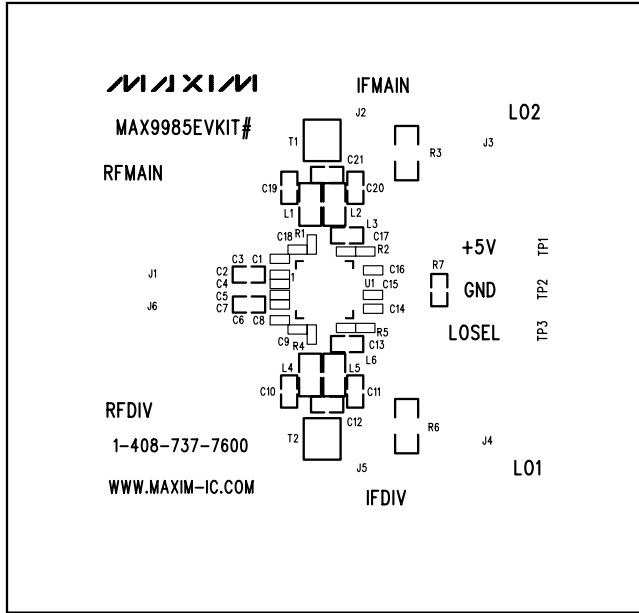 MAXIM
IFMAIN
MAX9985EVKIT#
J2
LO2
T1
R3
J3
RFMAIN
C21
C19
C20
L1
L2
L3
C18
R1
C17
R2
+5V
TP1
C3
C1
C2
C4
1
C16
U1
C15
R7
GND
TP2
J1
J6
C5
C7
C14
C6
C8
C9
R4
R5
C13
LOSEL
TP3
L4
L5
L6
C10
C11
C12
RFDIV
T2
R6
J4
1-408-737-7600
J5
LO1
WWW.MAXIM-IC.COM
IFDIV